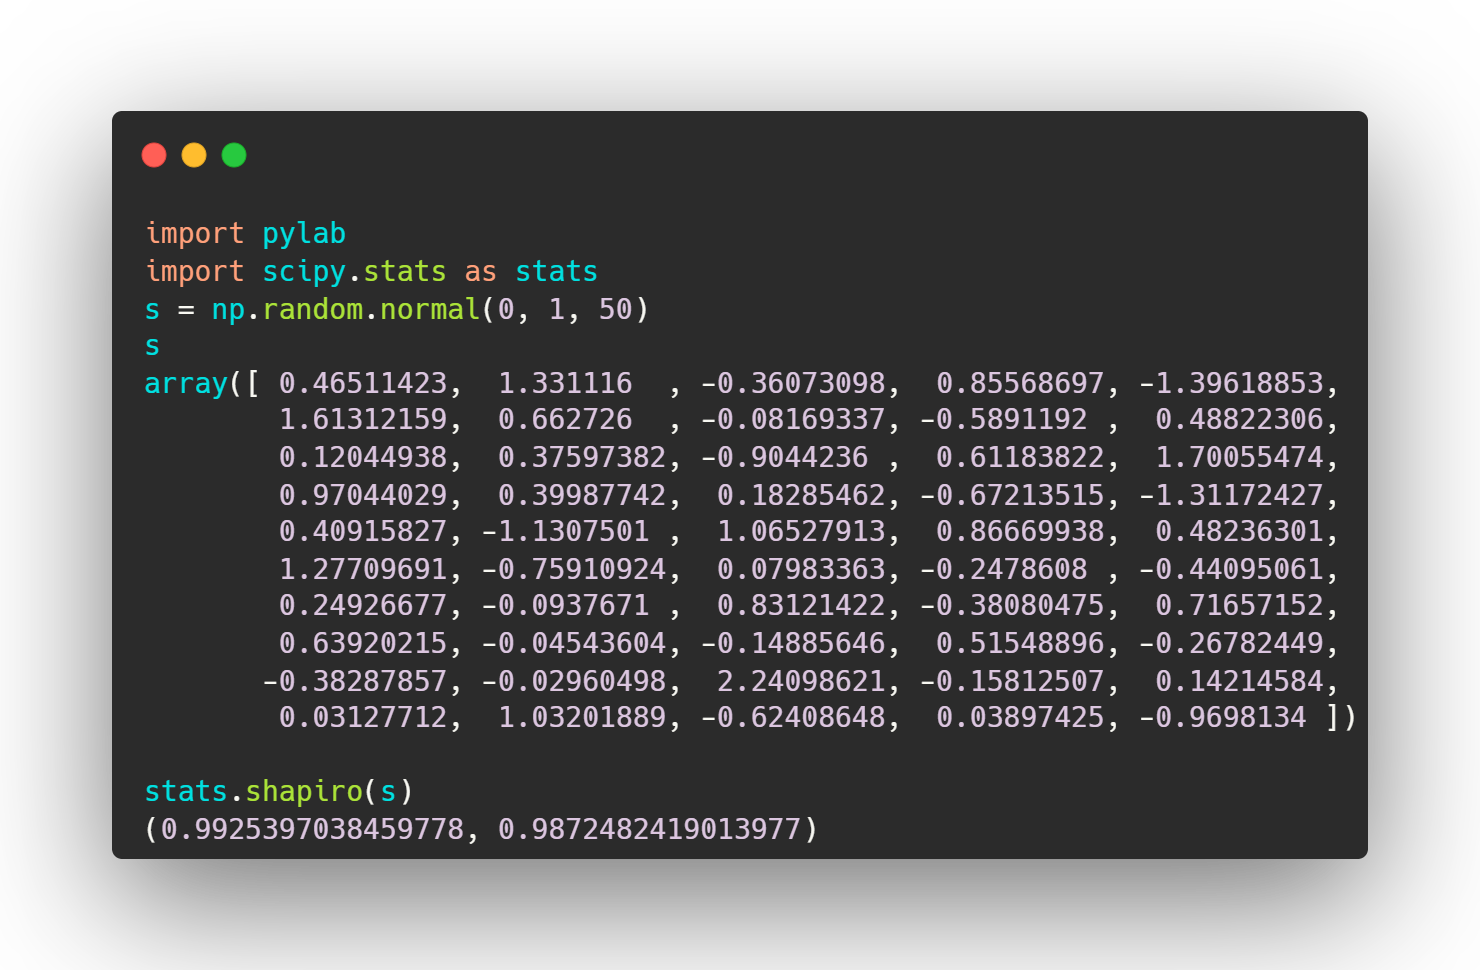 import pylab
import scipy.stats as stats
s = np.random.normal(0, 1, 50)
s
array([ 0.46511423,  1.331116  , -0.36073098,  0.85568697, -1.39618853,
        1.61312159,  0.662726  , -0.08169337, -0.5891192 ,  0.48822306,
        0.12044938,  0.37597382, -0.9044236 ,  0.61183822,  1.70055474,
        0.97044029,  0.39987742,  0.18285462, -0.67213515, -1.31172427,
        0.40915827, -1.1307501 ,  1.06527913,  0.86669938,  0.48236301,
        1.27709691, -0.75910924,  0.07983363, -0.2478608 , -0.44095061,
        0.24926677, -0.0937671 ,  0.83121422, -0.38080475,  0.71657152,
        0.63920215, -0.04543604, -0.14885646,  0.51548896, -0.26782449,
       -0.38287857, -0.02960498,  2.24098621, -0.15812507,  0.14214584,
        0.03127712,  1.03201889, -0.62408648,  0.03897425, -0.9698134 ])
stats.shapiro(s)
(0.9925397038459778, 0.9872482419013977)